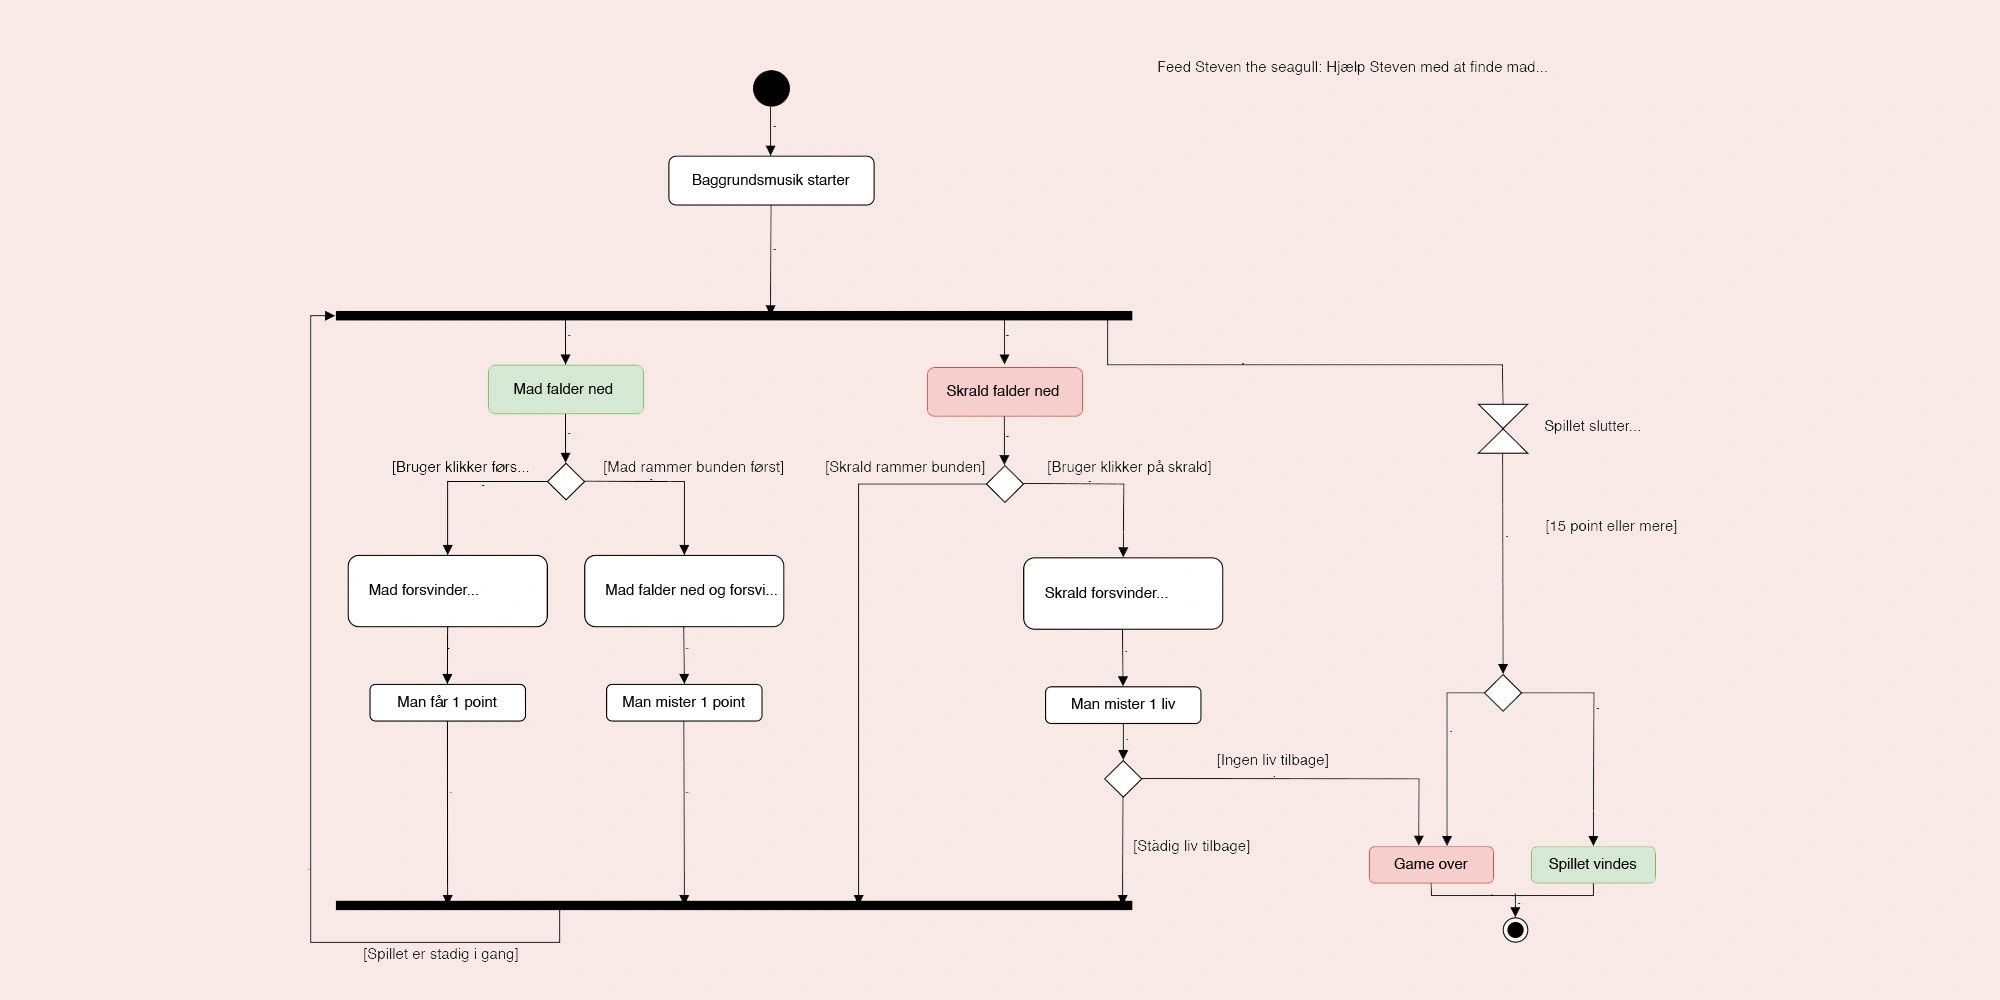 Feed Steven the seagull: Hjælp Steven med at finde mad...
Baggrundsmusik starter
Mad falder ned
Skrald falder ned
Spillet slutter...
[Bruger klikker førs...
[Mad rammer bunden først]
[Skrald rammer bunden]
[Bruger klikker på skrald]
[15 point eller mere]
Mad forsvinder...
Mad falder ned og forsvi...
Skrald forsvinder...
Man får 1 point
Man mister 1 point
Man mister 1 liv
[Ingen liv tilbage]
[Stadig liv tilbage]
Game over
Spillet vindes
[Spillet er stadig i gang]